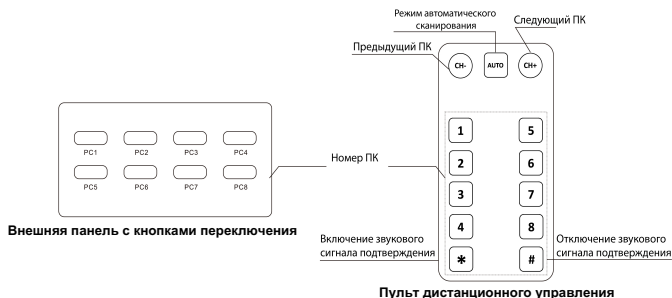 Режим автоматического
сканирования
Следующий ПК
Предыдущий ПК
CH-
AUTO
CH+
PC1 PC2 PC3 PC4
PC5 PC6 PC7 PC8
Внешняя панель с кнопками переключения
Номер ПК
1 5
2 6
3 7
4 8
* #
Включение звукового
сигнала подтверждения
Отключение звукового
сигнала подтверждения
Пульт дистанционного управления